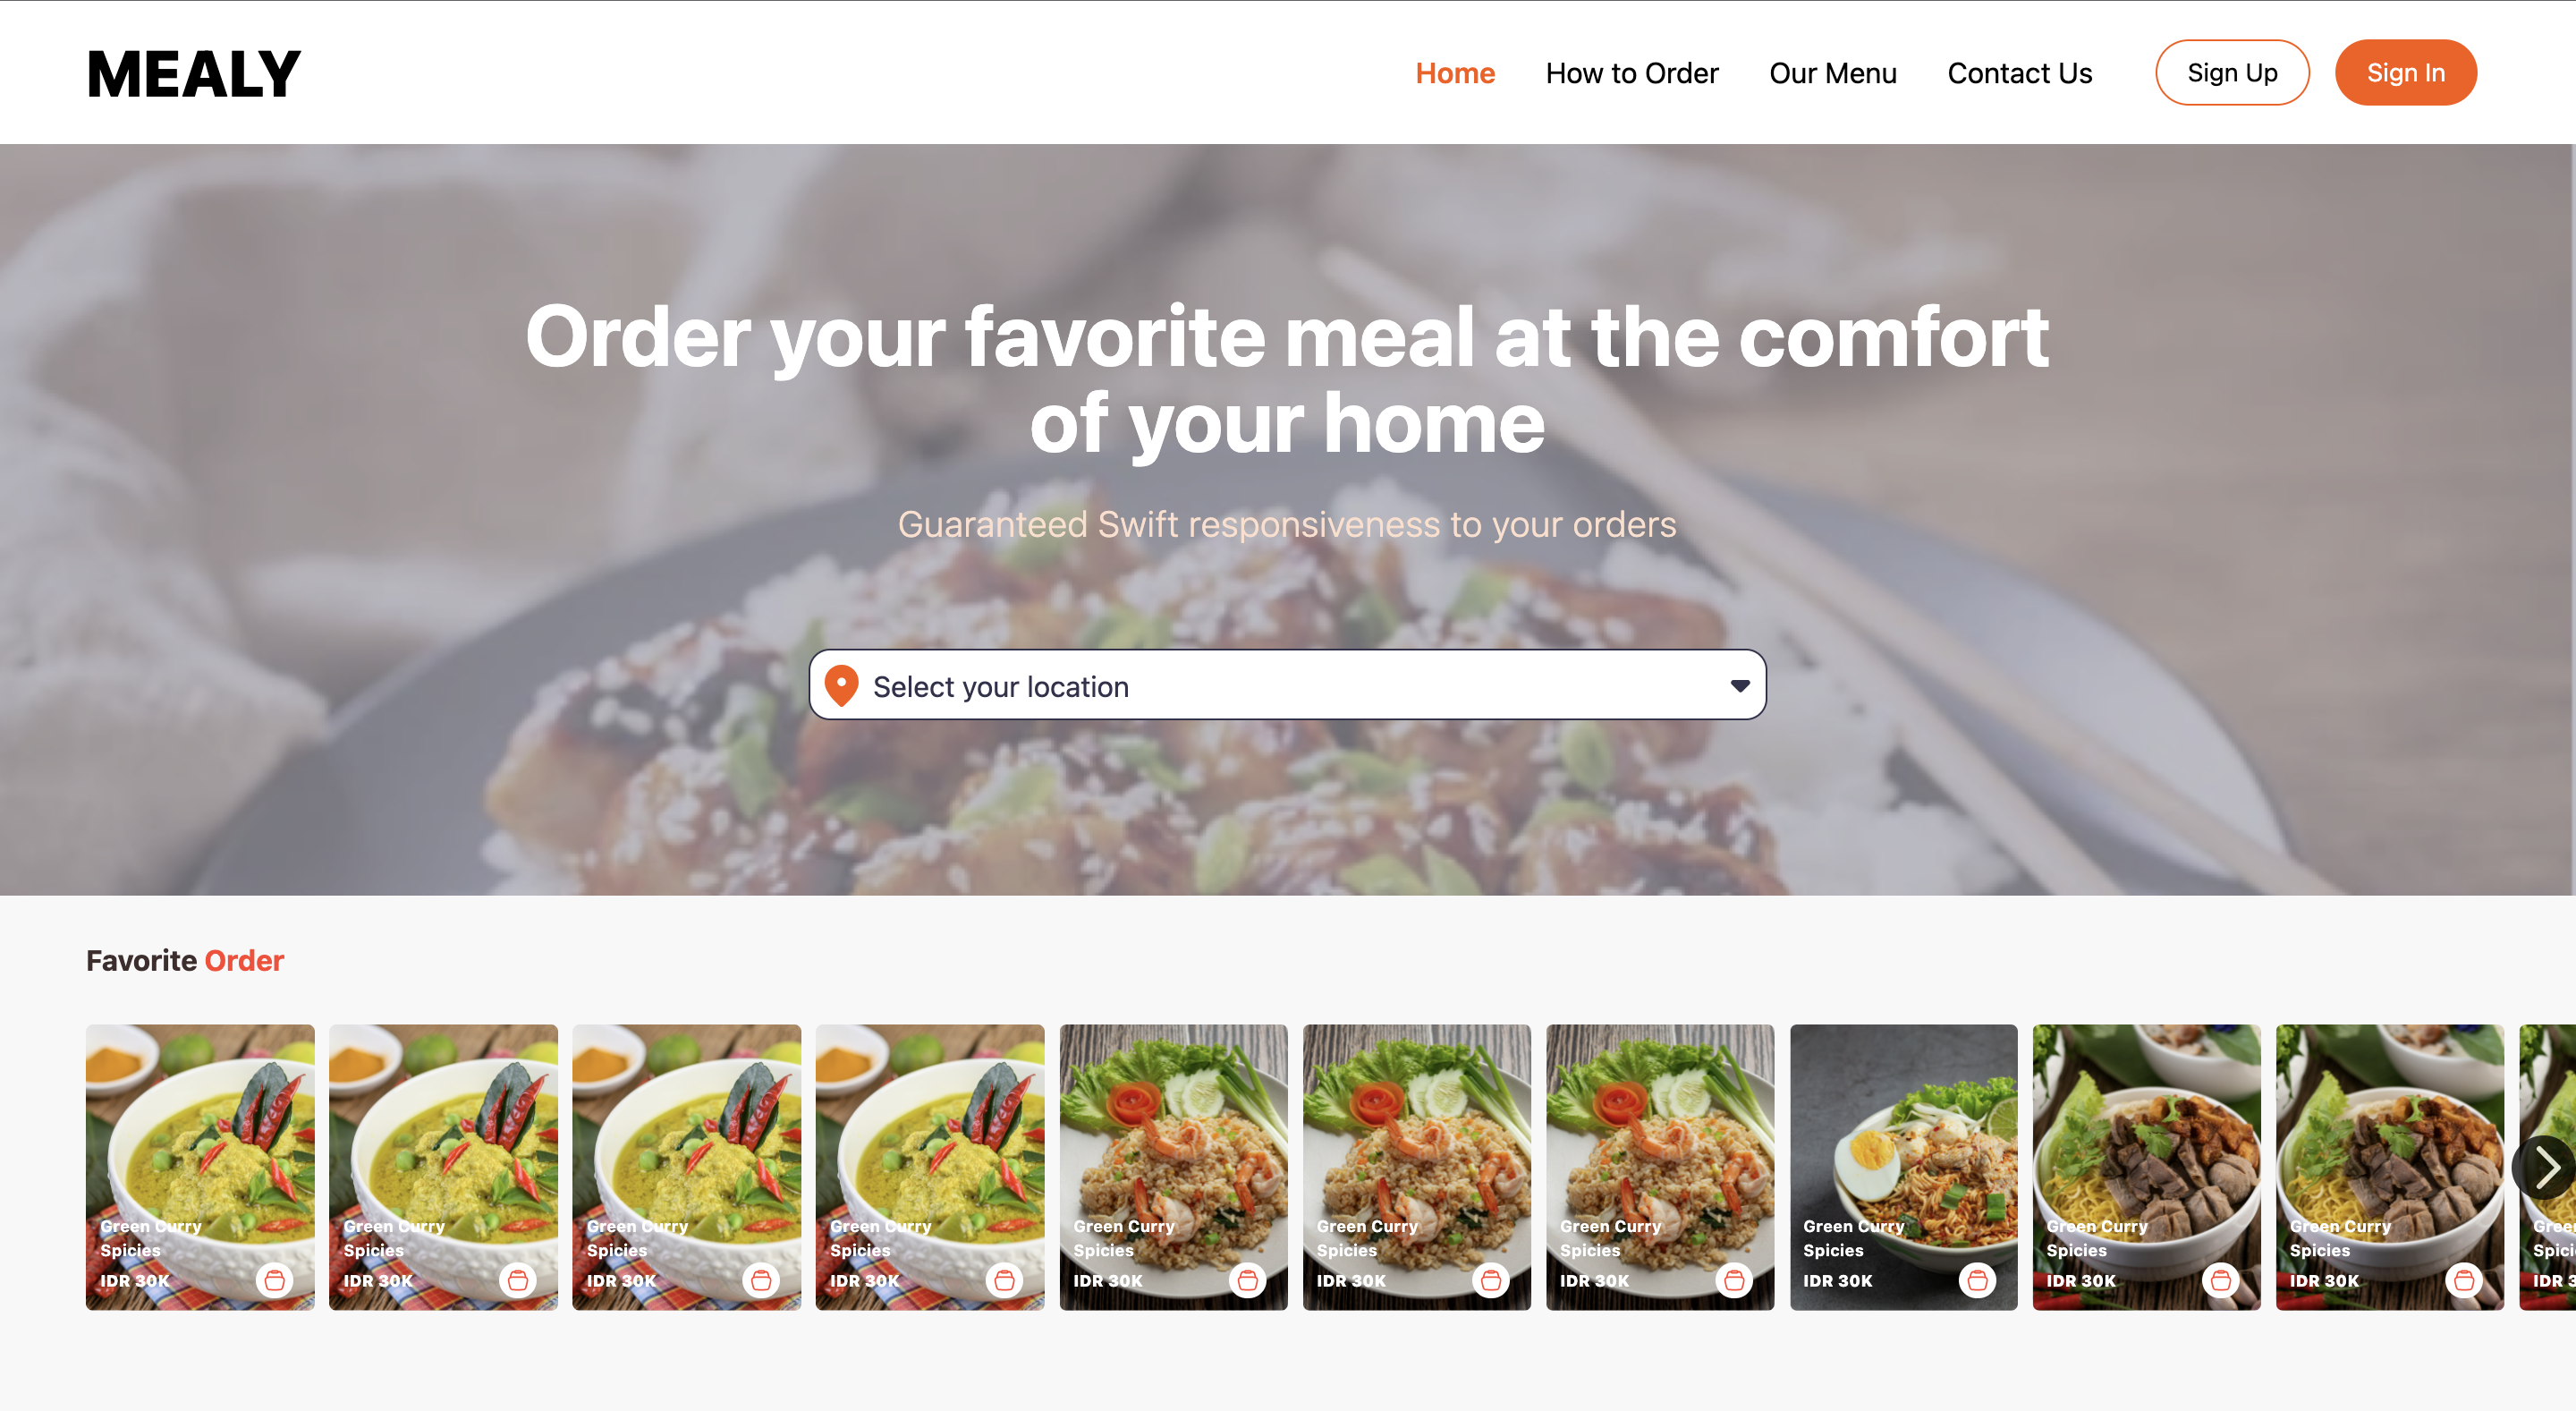 MEALY
Home
How to Order
Our Menu
Contact Us
Sign Up
Sign In
Order your favorite meal at the comfort
of your home
Guaranteed Swift responsiveness to your orders
Select your location
Favorite Order
Green Curry
Spicies
IDR 30K
Green Curry
Spicies
IDR 30K
Green Curry
Spicies
IDR 30K
Green Curry
Spicies
IDR 30K
Green Curry
Spicies
IDR 30K
Green Curry
Spicies
IDR 30K
Green Curry
Spicies
IDR 30K
Green Curry
Spicies
IDR 30K
Green Curry
Spicies
IDR 30K
Green Curry
Spicies
IDR 30K
IDR